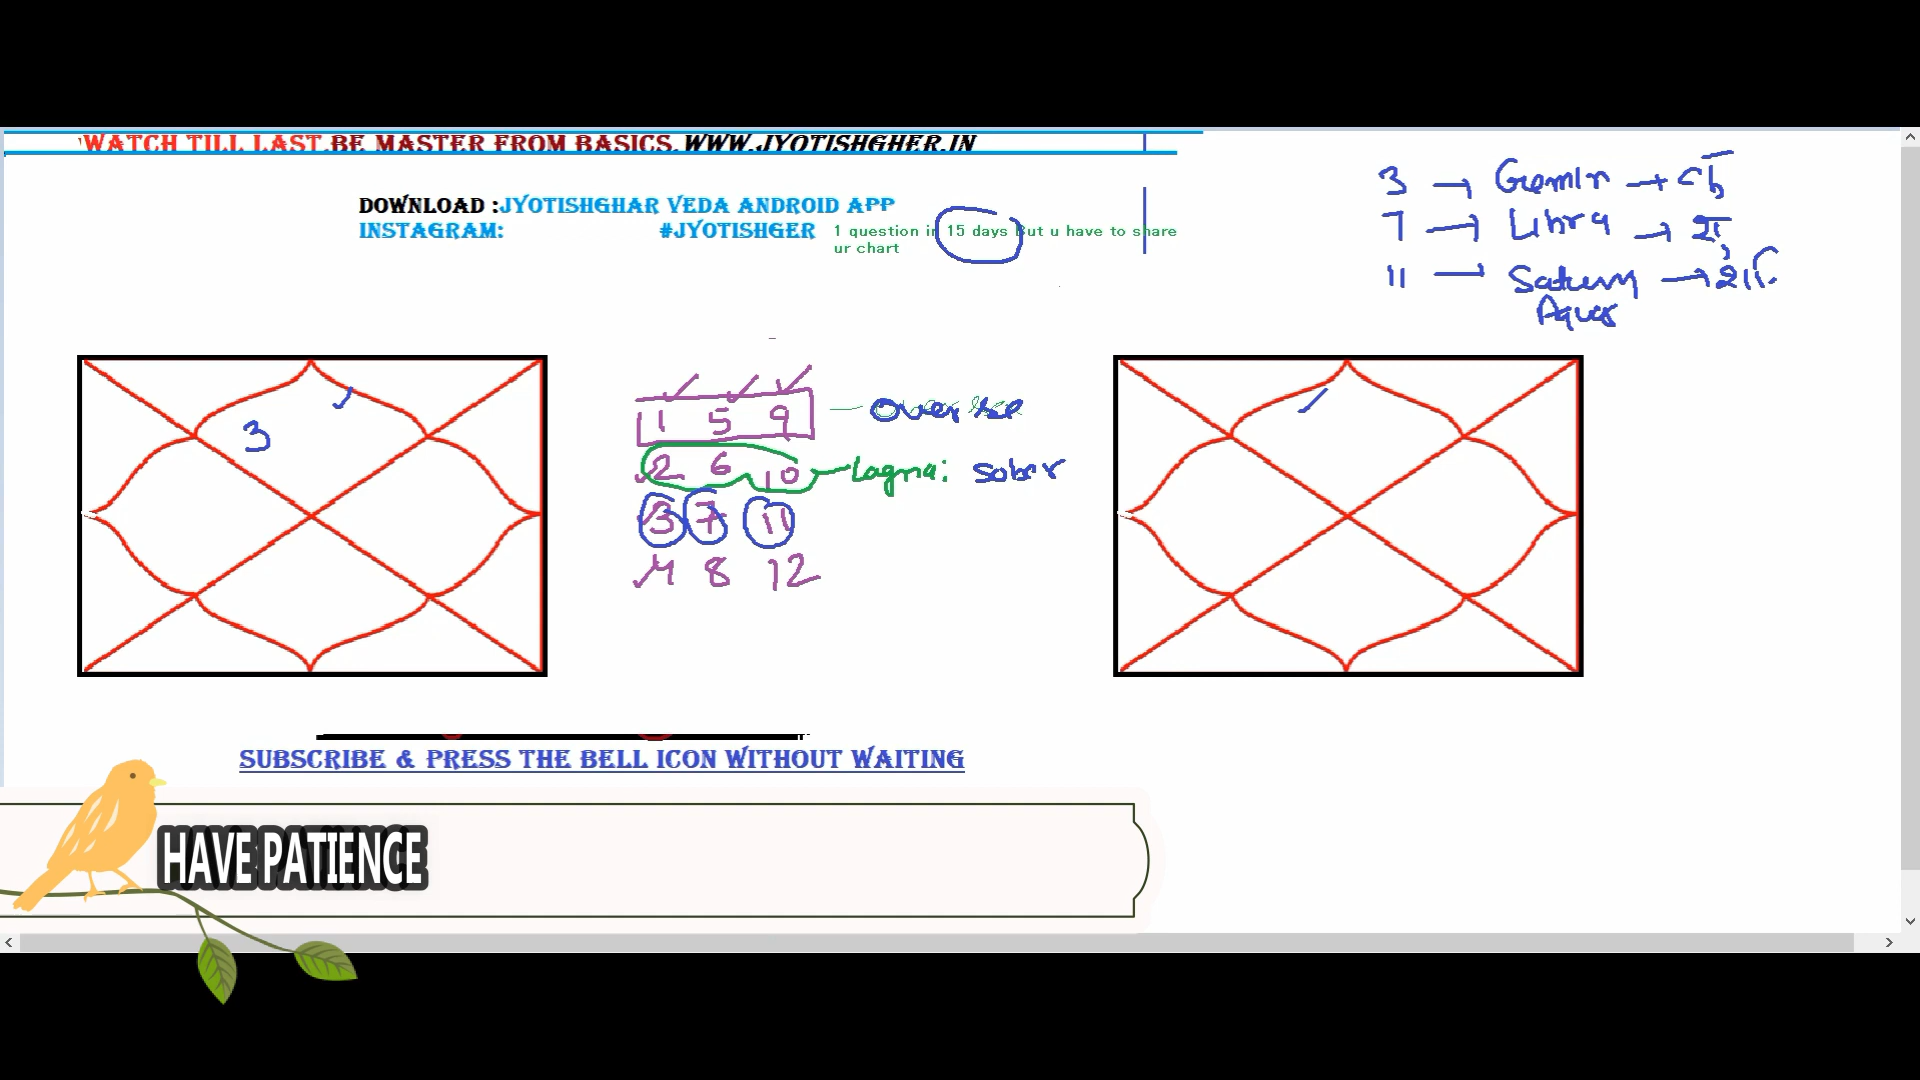 WATCH TILL LAST.BE MASTER FROM BASICS.WWW.JYOTISHGHER.IN
DOWNLOAD :JYOTISHGHAR VEDA ANDROID APP
INSTAGRAM: #JYOTISHGER
1 question in 15 days But u have to share
ur chart
3 → Gemin →
7 → Libra →
11 → Saturn →
Aqua
3
1 5 9
2 6 10 Lagna: sober
3 7 11
4 8 12
SUBSCRIBE & PRESS THE BELL ICON WITHOUT WAITING
HAVE PATIENCE